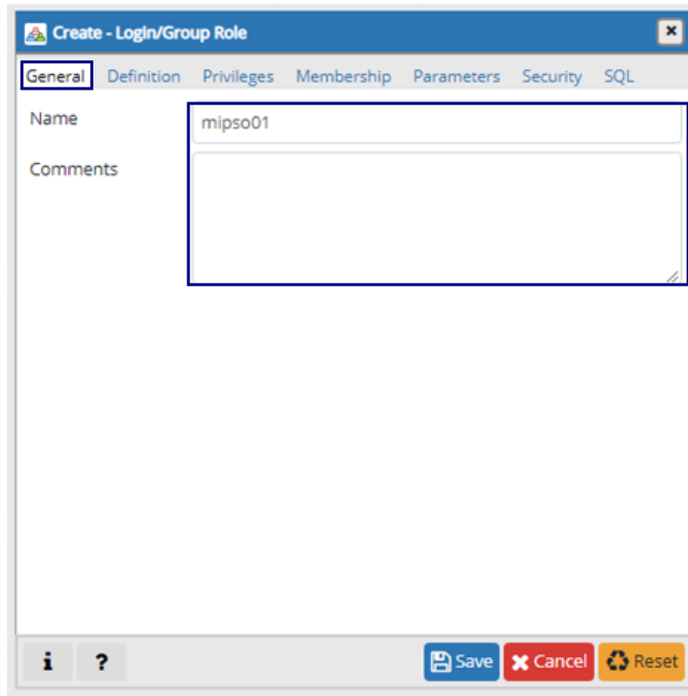 Create - Login/Group Role
General Definition Privileges Membership Parameters Security SQL
Name mipso01
Comments
i ? Save Cancel Reset